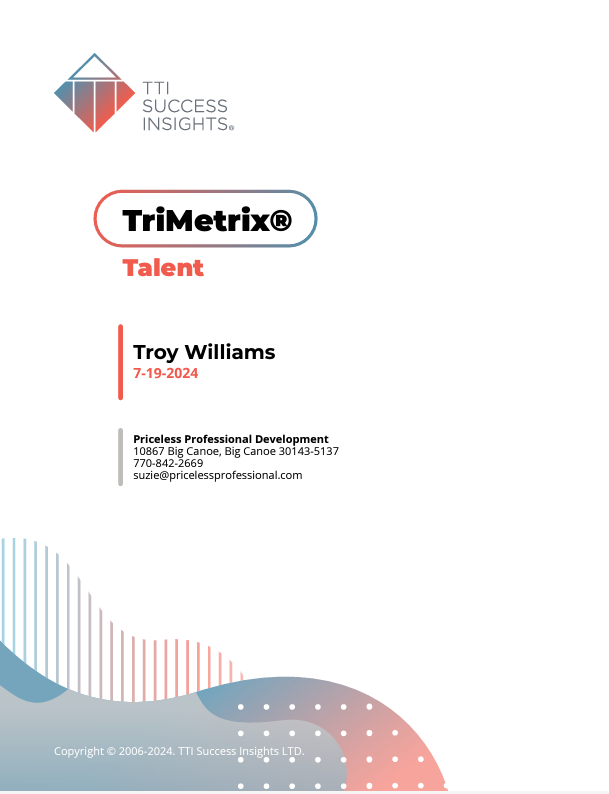 TTI
SUCCESS
INSIGHTS®
TriMetrix®
Talent
Troy Williams
7-19-2024
Priceless Professional Development
10867 Big Canoe, Big Canoe 30143-5137
770-842-2669
suzie@pricelessprofessional.com
Copyright © 2006-2024. TTI Success Insights LTD.